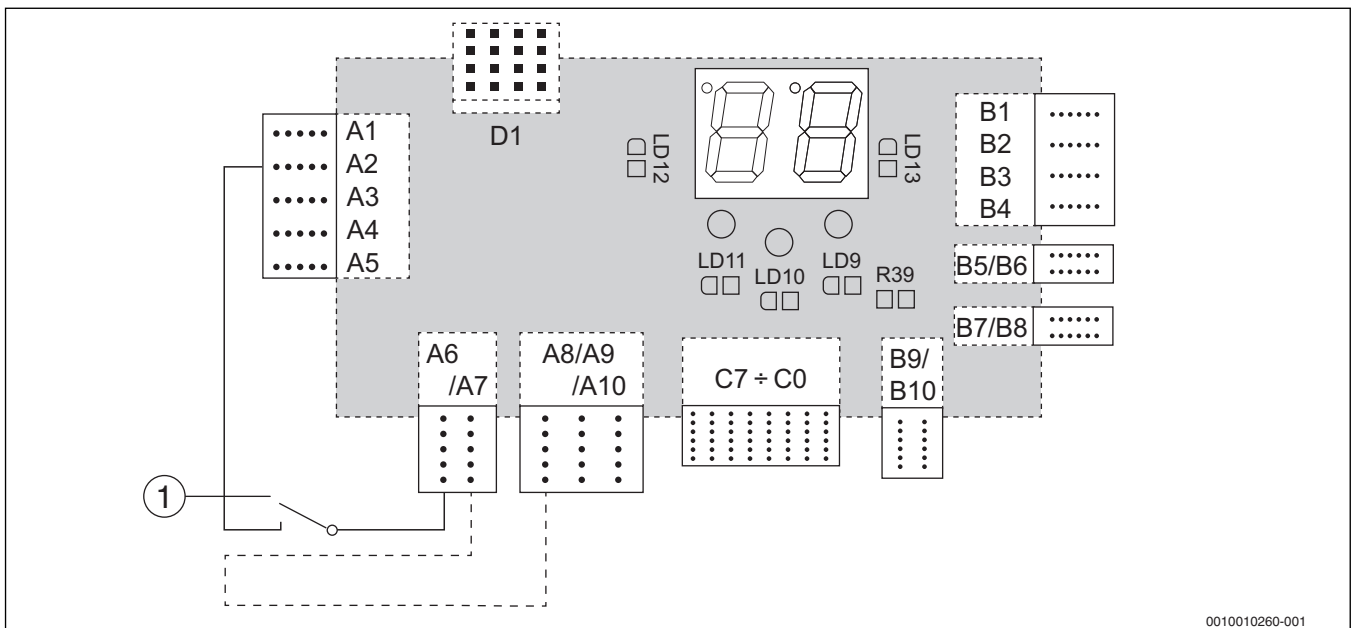 D1
A1
A2
A3
A4
A5
LD12
LD13
B1
B2
B3
B4
B5/B6
B7/B8
LD11
LD10
LD9
R39
A6
/A7
A8/A9
/A10
C7 ÷ C0
B9/
B10
1
0010010260-001